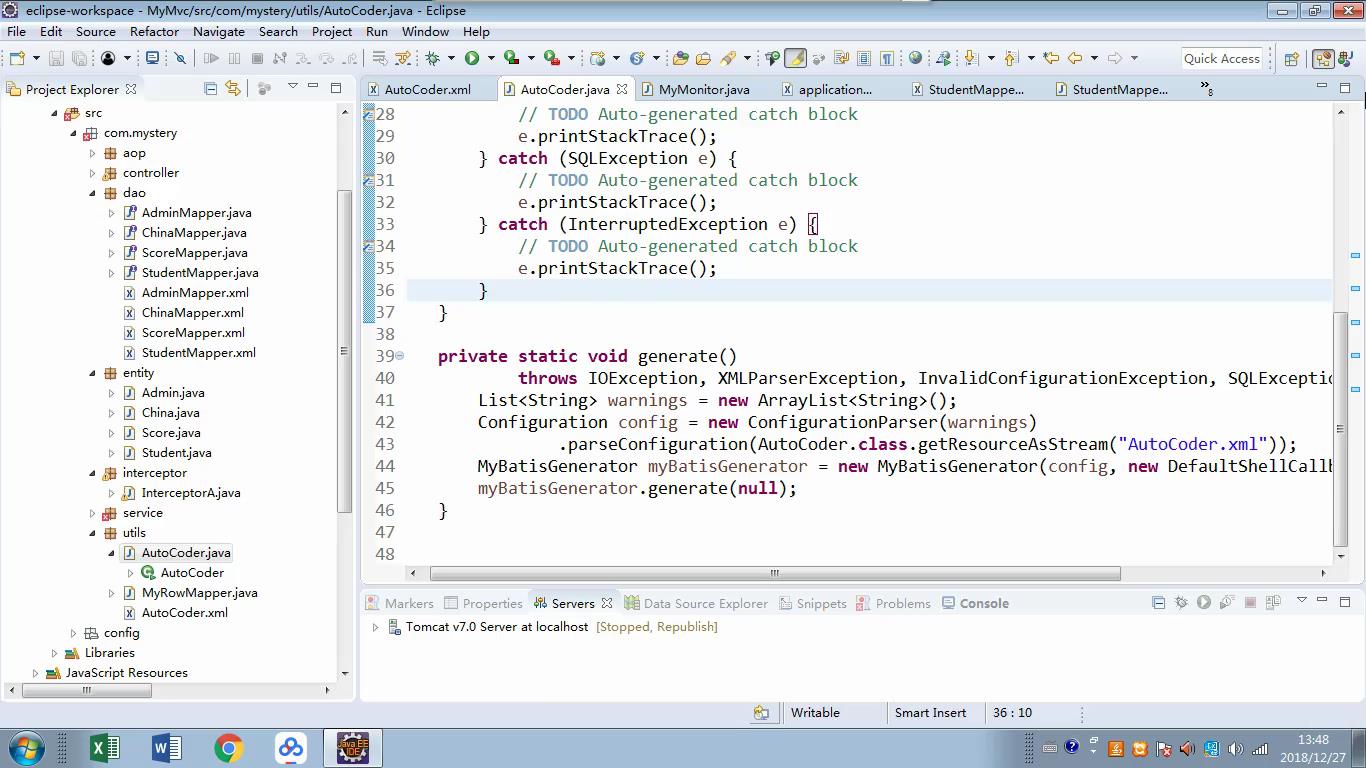 eclipse-workspace - MyMvc/src/com/mystery/utils/AutoCoder.java - Eclipse
File Edit Source Refactor Navigate Search Project Run Window Help
Quick Access
Project Explorer
src
com.mystery
aop
controller
dao
AdminMapper.java
ChinaMapper.java
ScoreMapper.java
StudentMapper.java
AdminMapper.xml
ChinaMapper.xml
ScoreMapper.xml
StudentMapper.xml
entity
Admin.java
China.java
Score.java
Student.java
interceptor
InterceptorA.java
service
utils
AutoCoder.java
AutoCoder
MyRowMapper.java
AutoCoder.xml
config
Libraries
JavaScript Resources
AutoCoder.xml AutoCoder.java MyMonitor.java application... StudentMappe... StudentMappe... »8
28 // TODO Auto-generated catch block
29 e.printStackTrace();
30 } catch (SQLException e) {
31 // TODO Auto-generated catch block
32 e.printStackTrace();
33 } catch (InterruptedException e) {
34 // TODO Auto-generated catch block
35 e.printStackTrace();
36 }
37 }
38
39 private static void generate()
40 throws IOException, XMLParserException, InvalidConfigurationException, SQLExceptio
41 List<String> warnings = new ArrayList<String>();
42 Configuration config = new ConfigurationParser(warnings)
43 .parseConfiguration(AutoCoder.class.getResourceAsStream("AutoCoder.xml"));
44 MyBatisGenerator myBatisGenerator = new MyBatisGenerator(config, new DefaultShellCallb
45 myBatisGenerator.generate(null);
46 }
47
48
Markers Properties Servers Data Source Explorer Snippets Problems Console
Tomcat v7.0 Server at localhost [Stopped, Republish]
Writable Smart Insert 36 : 10
Java EE
IDE
13:48
2018/12/27